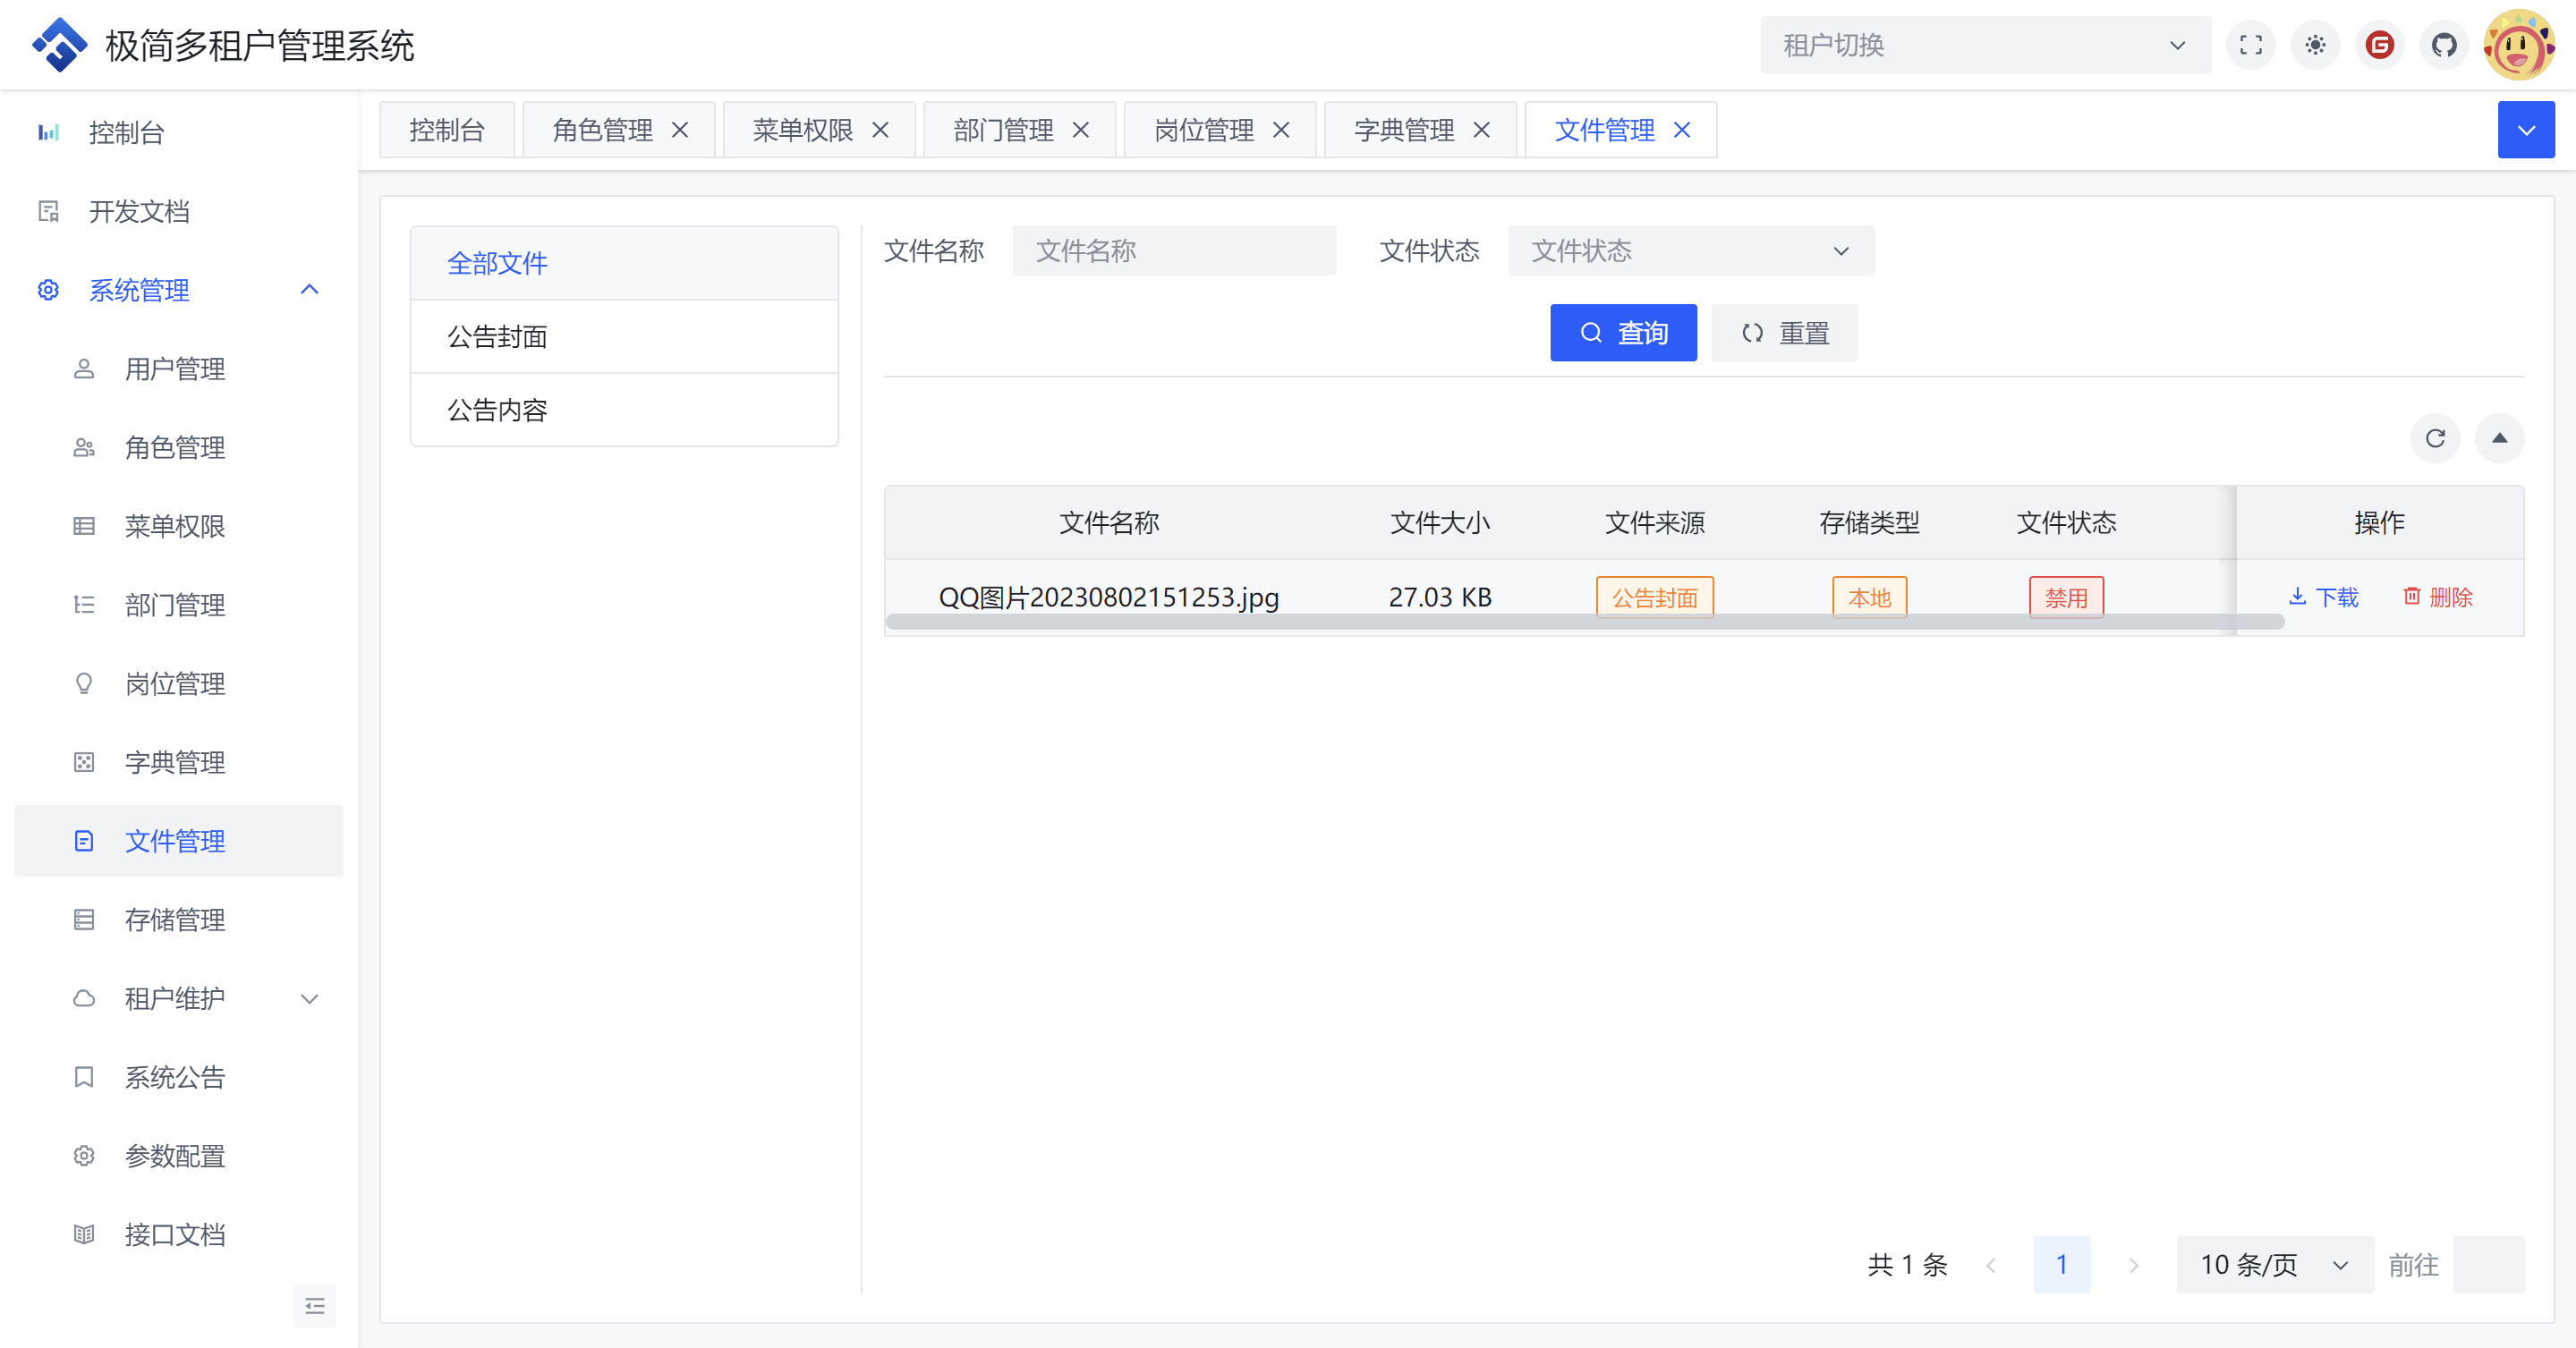 极简多租户管理系统
租户切换
控制台
开发文档
系统管理
用户管理
角色管理
菜单权限
部门管理
岗位管理
字典管理
文件管理
存储管理
租户维护
系统公告
参数配置
接口文档
控制台 角色管理 菜单权限 部门管理 岗位管理 字典管理 文件管理
全部文件
公告封面
公告内容
文件名称 文件名称 文件状态 文件状态
查询 重置
文件名称 文件大小 文件来源 存储类型 文件状态 操作
QQ图片20230802151253.jpg 27.03 KB 公告封面 本地 禁用 下载 删除
共 1 条 1 10 条/页 前往